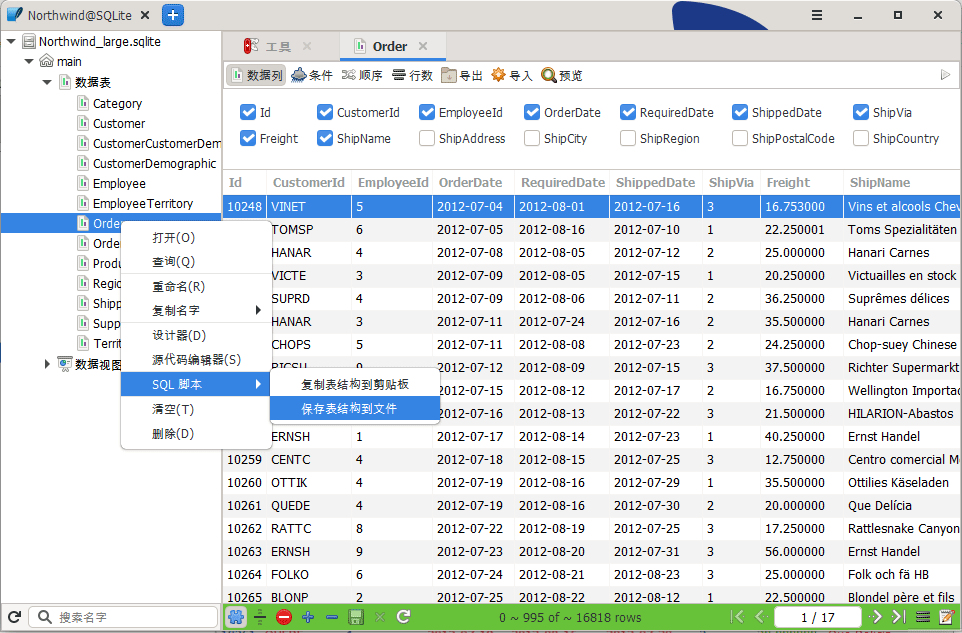 Northwind@SQLite
工具
Order
Northwind_large.sqlite
main
数据表
Category
Customer
CustomerCustomerDem
CustomerDemographic
Employee
EmployeeTerritory
Orde
Orde
Produ
Regio
Shipp
Supp
Territ
数据视图
搜索名字
打开(O)
查询(Q)
重命名(R)
复制名字
设计器(D)
源代码编辑器(S)
SQL 脚本
清空(T)
删除(D)
复制表结构到剪贴板
保存表结构到文件
数据列 条件 顺序 行数 导出 导入 预览
Id CustomerId EmployeeId OrderDate RequiredDate ShippedDate ShipVia
Freight ShipName ShipAddress ShipCity ShipRegion ShipPostalCode ShipCountry
Id CustomerId EmployeeId OrderDate RequiredDate ShippedDate ShipVia Freight ShipName
10248 VINET 5 2012-07-04 2012-08-01 2012-07-16 3 16.753000 Vins et alcools Chev
TOMSP 6 2012-07-05 2012-08-16 2012-07-10 1 22.250001 Toms Spezialitäten
HANAR 4 2012-07-08 2012-08-05 2012-07-12 2 25.000000 Hanari Carnes
VICTE 3 2012-07-09 2012-08-05 2012-07-15 1 20.250000 Victuailles en stock
SUPRD 4 2012-07-09 2012-08-06 2012-07-11 2 36.250000 Suprêmes délices
HANAR 3 2012-07-11 2012-07-24 2012-07-16 2 35.500000 Hanari Carnes
CHOPS 5 2012-07-11 2012-08-08 2012-07-23 2 24.250000 Chop-suey Chinese
RICSU 9 2012-07-12 2012-08-09 2012-07-15 3 37.500000 Richter Supermarkt
07-15 2012-08-12 2012-07-17 2 16.750000 Wellington Importad
07-16 2012-08-13 2012-07-22 3 21.500000 HILARION-Abastos
ERNSH 1 2012-07-17 2012-08-14 2012-07-23 1 40.250000 Ernst Handel
10259 CENTC 4 2012-07-18 2012-08-15 2012-07-25 3 12.750000 Centro comercial M
10260 OTTIK 4 2012-07-19 2012-08-16 2012-07-29 1 35.500000 Ottilies Käseladen
10261 QUEDE 4 2012-07-19 2012-08-16 2012-07-30 2 20.000000 Que Delícia
10262 RATTC 8 2012-07-22 2012-08-19 2012-07-25 3 17.250000 Rattlesnake Canyon
10263 ERNSH 9 2012-07-23 2012-08-20 2012-07-31 3 56.000000 Ernst Handel
10264 FOLKO 6 2012-07-24 2012-08-21 2012-08-23 3 25.000000 Folk och fä HB
10265 BLONP 2 2012-07-25 2012-08-22 2012-08-12 1 22.500000 Blondel père et fils
0 ~ 995 of ~ 16818 rows
1 / 17